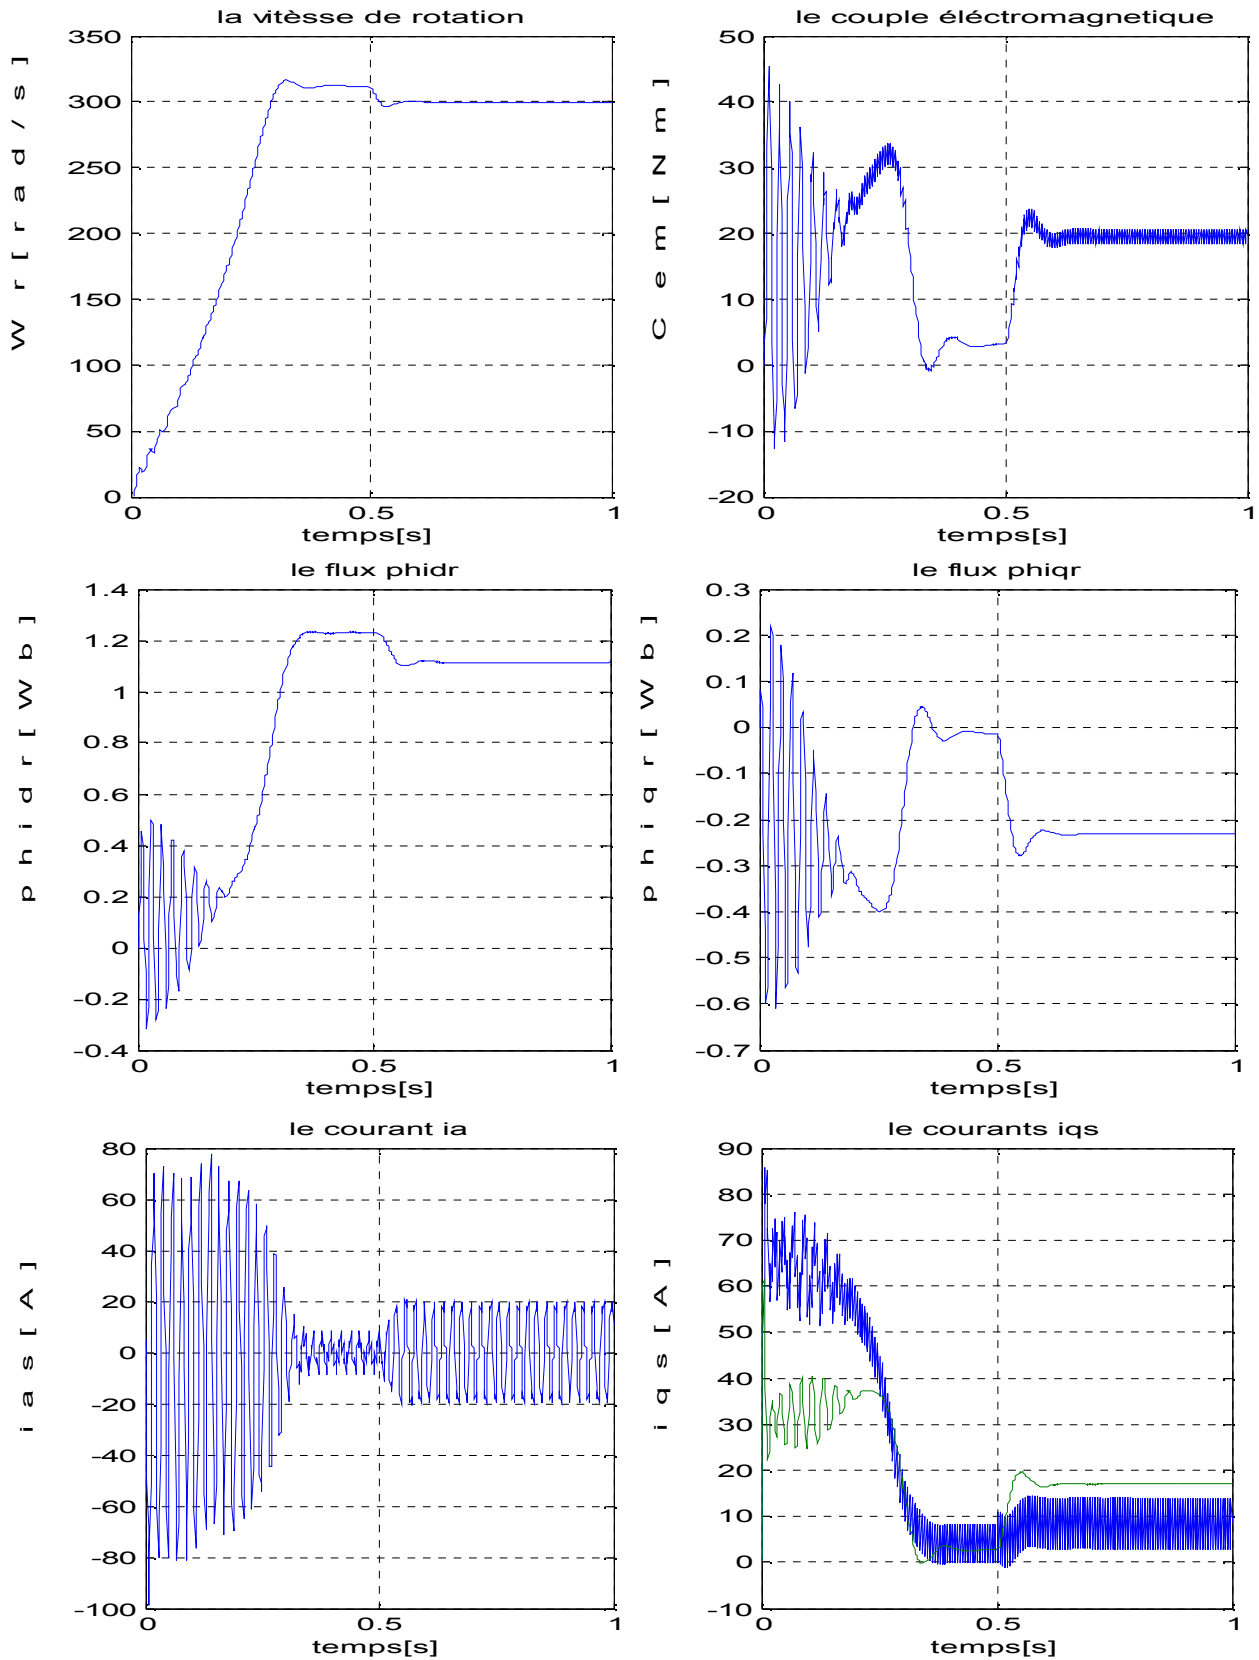 la vitèsse de rotation
350
300
250
200
150
100
50
0
W r [ r a d / s ]
0 0.5 1
temps[s]
le couple éléctromagnetique
50
40
30
20
10
0
-10
-20
C e m [ N m ]
0 0.5 1
temps[s]
le flux phidr
1.4
1.2
1
0.8
0.6
0.4
0.2
0
-0.2
-0.4
p h i d r [ W b ]
0 0.5 1
temps[s]
le flux phiqr
0.3
0.2
0.1
0
-0.1
-0.2
-0.3
-0.4
-0.5
-0.6
-0.7
p h i q r [ W b ]
0 0.5 1
temps[s]
le courant ia
80
60
40
20
0
-20
-40
-60
-80
-100
i a s [ A ]
0 0.5 1
temps[s]
le courants iqs
90
80
70
60
50
40
30
20
10
0
-10
i q s [ A ]
0 0.5 1
temps[s]